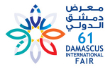 معرض
دمشق
الدولي
61
DAMASCUS
INTERNATIONAL
FAIR